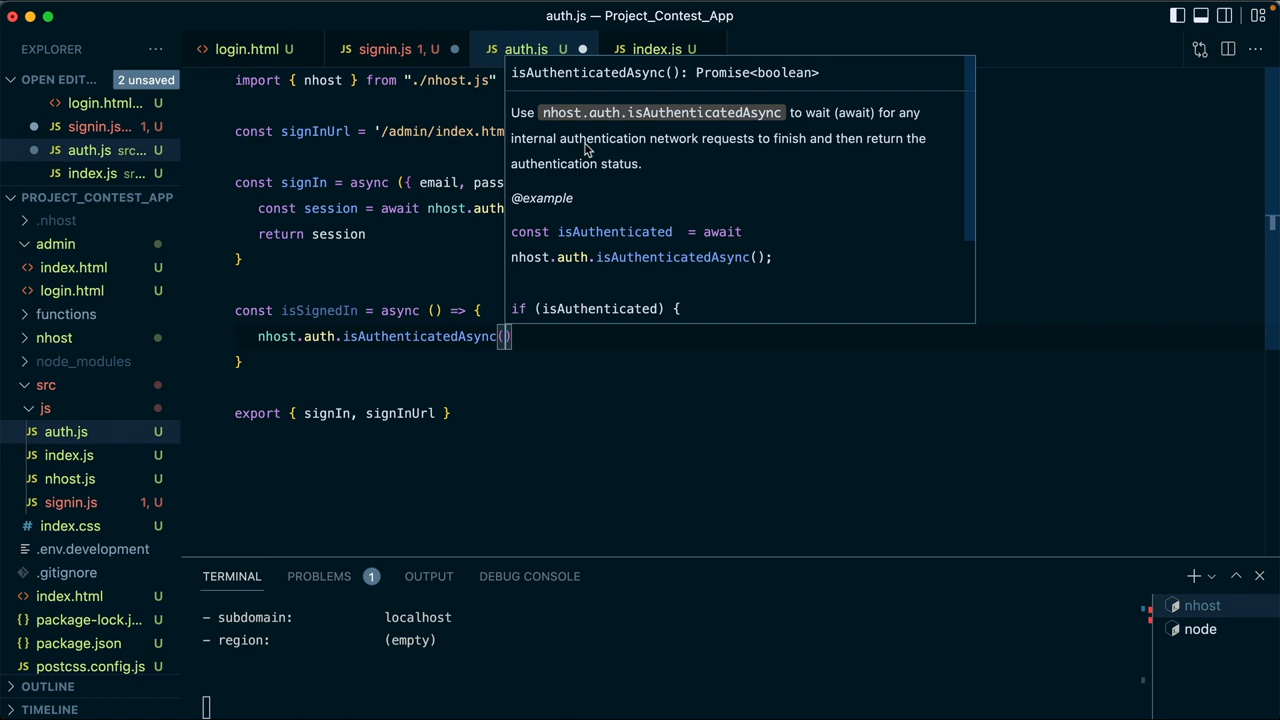 auth.js — Project_Contest_App
EXPLORER
login.html U
signin.js 1, U
auth.js U
index.js U
OPEN EDIT... 2 unsaved
login.html... U
signin.js... 1, U
auth.js src... U
index.js sr... U
PROJECT_CONTEST_APP
.nhost
admin
index.html U
login.html U
functions
nhost
node_modules
src
js
JS auth.js U
JS index.js U
JS nhost.js U
JS signin.js 1, U
# index.css U
.env.development
.gitignore
index.html U
package-lock.j... U
package.json U
postcss.config.js U
OUTLINE
TIMELINE
import { nhost } from "./nhost.js"
const signInUrl = '/admin/index.htm
const signIn = async ({ email, pass
const session = await nhost.auth
return session
}
const isSignedIn = async () => {
nhost.auth.isAuthenticatedAsync()
}
export { signIn, signInUrl }
isAuthenticatedAsync(): Promise<boolean>
Use nhost.auth.isAuthenticatedAsync to wait (await) for any
internal authentication network requests to finish and then return the
authentication status.
@example
const isAuthenticated = await
nhost.auth.isAuthenticatedAsync();
if (isAuthenticated) {
TERMINAL PROBLEMS 1 OUTPUT DEBUG CONSOLE
- subdomain: localhost
- region: (empty)
nhost
node